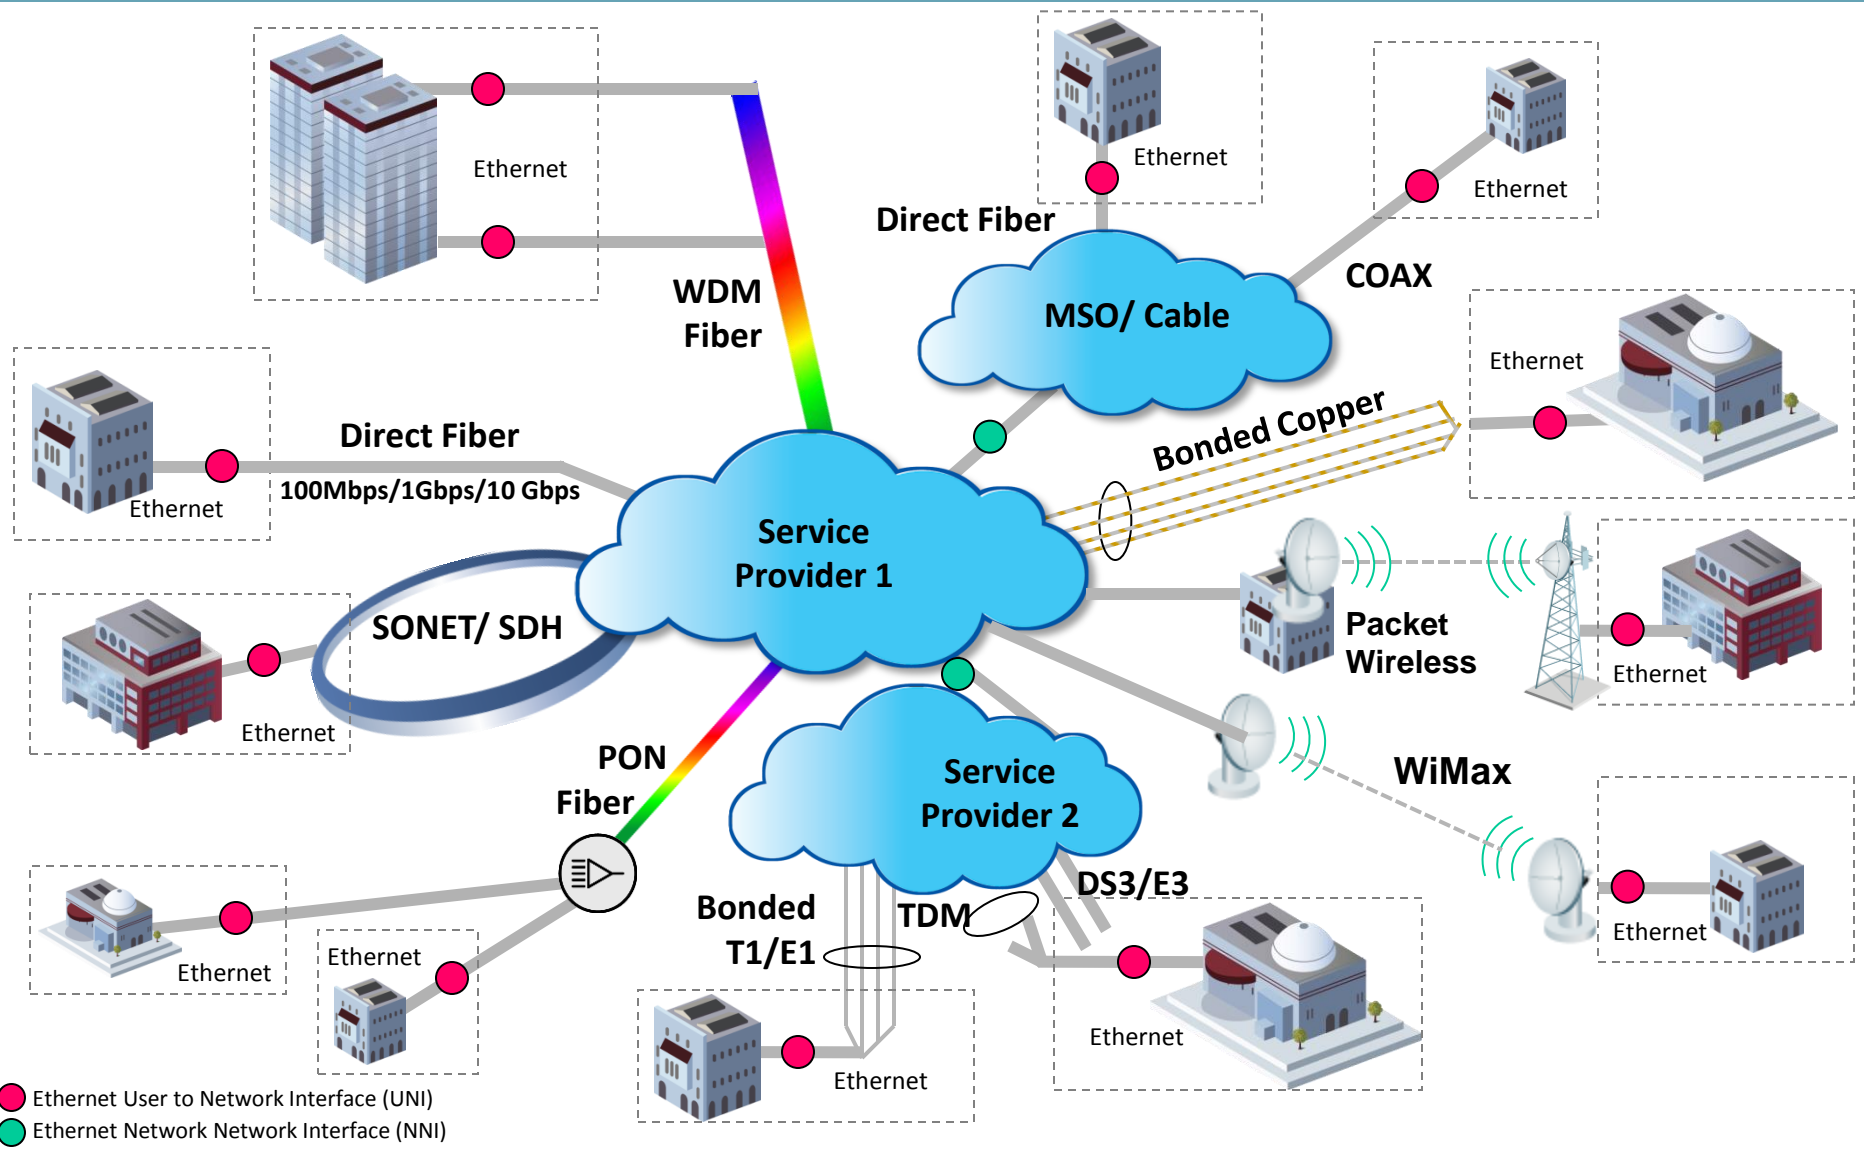 Ethernet
Ethernet
Ethernet
Direct Fiber
COAX
WDM
Fiber
MSO/ Cable
Ethernet
Bonded Copper
Direct Fiber
100Mbps/1Gbps/10 Gbps
Ethernet
Service
Provider 1
SONET/ SDH
Ethernet
Packet
Wireless
Ethernet
PON
Fiber
Service
Provider 2
WiMax
Ethernet
DS3/E3
TDM
Bonded
T1/E1
Ethernet
Ethernet
Ethernet
Ethernet
Ethernet User to Network Interface (UNI)
Ethernet Network Network Interface (NNI)